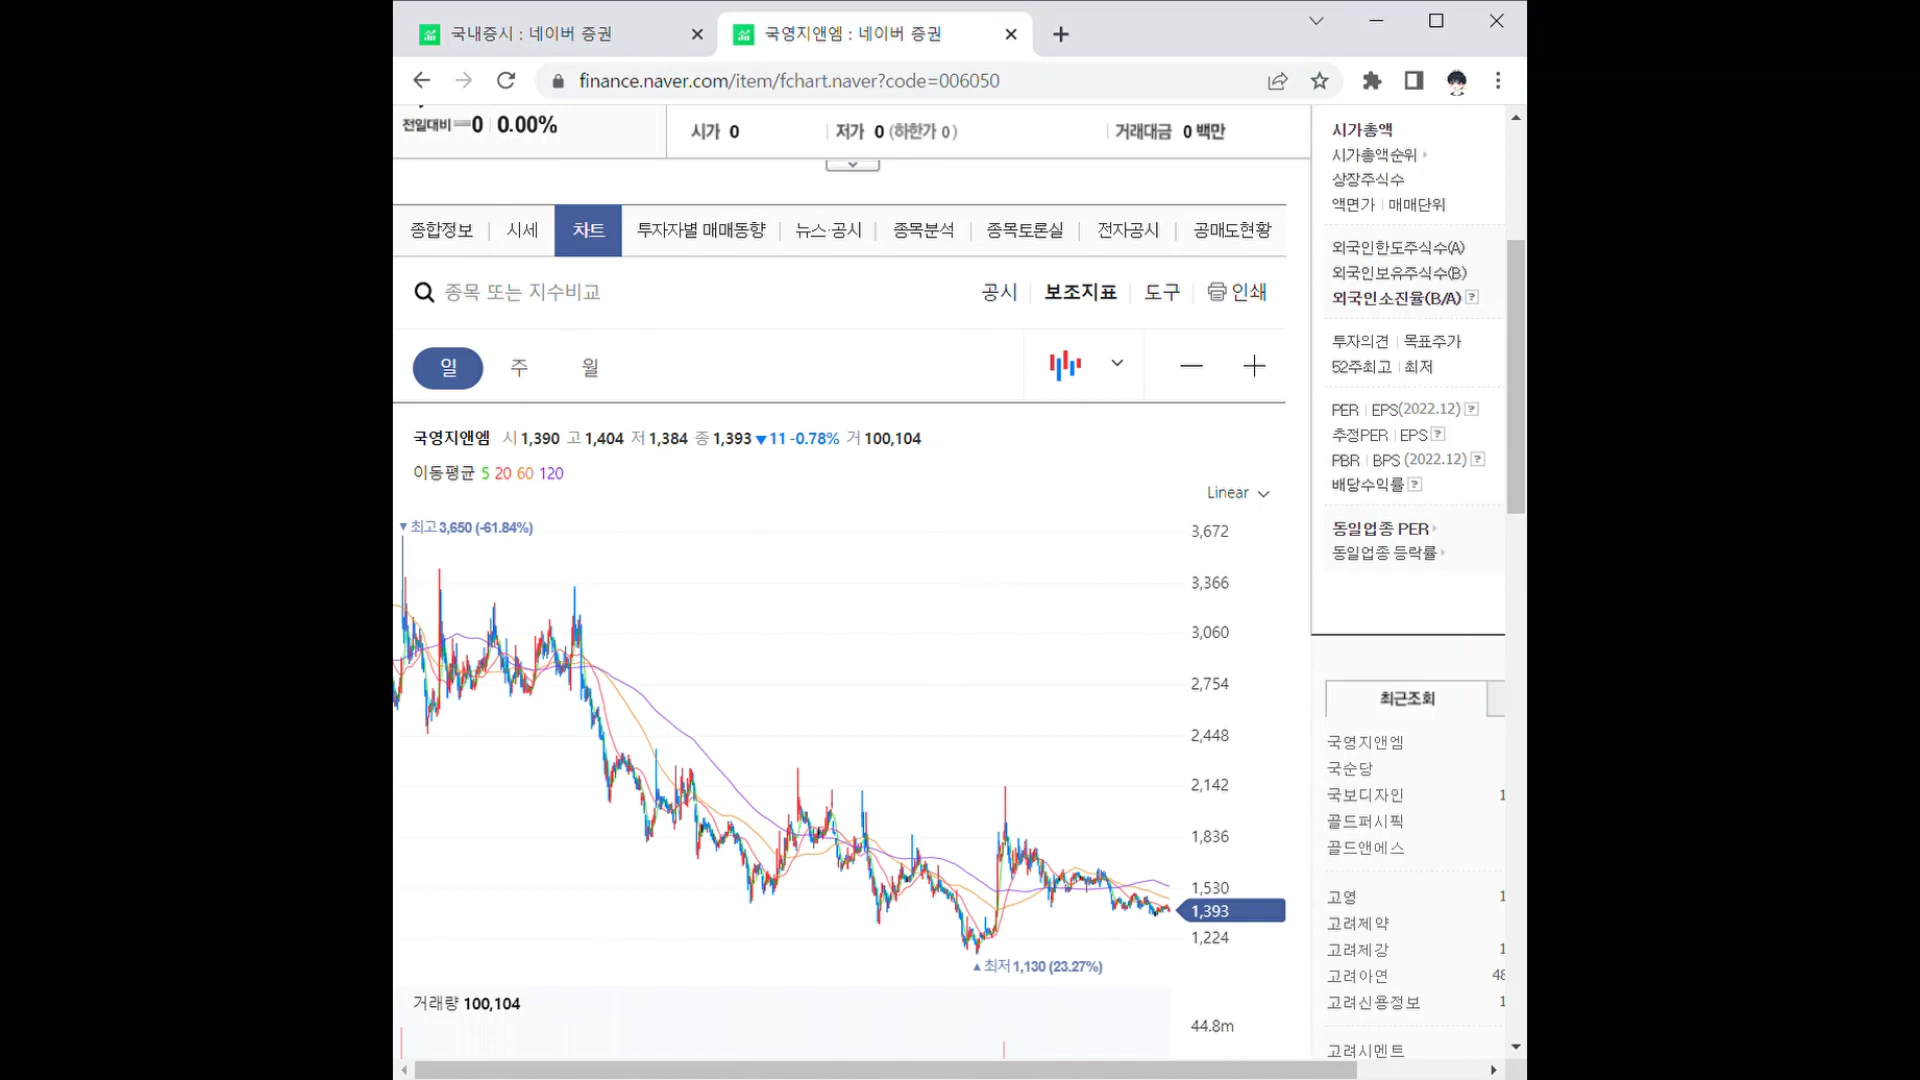 국내증시 : 네이버 증권
국영지앤엠 : 네이버 증권
finance.naver.com/item/fchart.naver?code=006050
전일대비 0 0.00%
시가 0 저가 0 (하한가 0) 거래대금 0 백만
종합정보 시세 차트 투자자별 매매동향 뉴스·공시 종목분석 종목토론실 전자공시 공매도현황
종목 또는 지수비교 공시 보조지표 도구 인쇄
일 주 월
국영지앤엠 시 1,390 고 1,404 저 1,384 종 1,393 ▼11 -0.78% 거 100,104
이동평균 5 20 60 120
Linear
▼최고 3,650 (-61.84%)
3,672
3,366
3,060
2,754
2,448
2,142
1,836
1,530
1,393
1,224
▲최저 1,130 (23.27%)
거래량 100,104
44.8m
시가총액
시가총액순위
상장주식수
액면가 매매단위
외국인한도주식수(A)
외국인보유주식수(B)
외국인소진율(B/A) ?
투자의견 목표주가
52주최고 최저
PER EPS(2022.12) ?
추정PER EPS ?
PBR BPS (2022.12) ?
배당수익률 ?
동일업종 PER
동일업종 등락률
최근조회
국영지앤엠
국순당
국보디자인 1
골드퍼시픽
골드앤에스
고영 1
고려제약
고려제강 1
고려아연 48
고려신용정보 1
고려시멘트